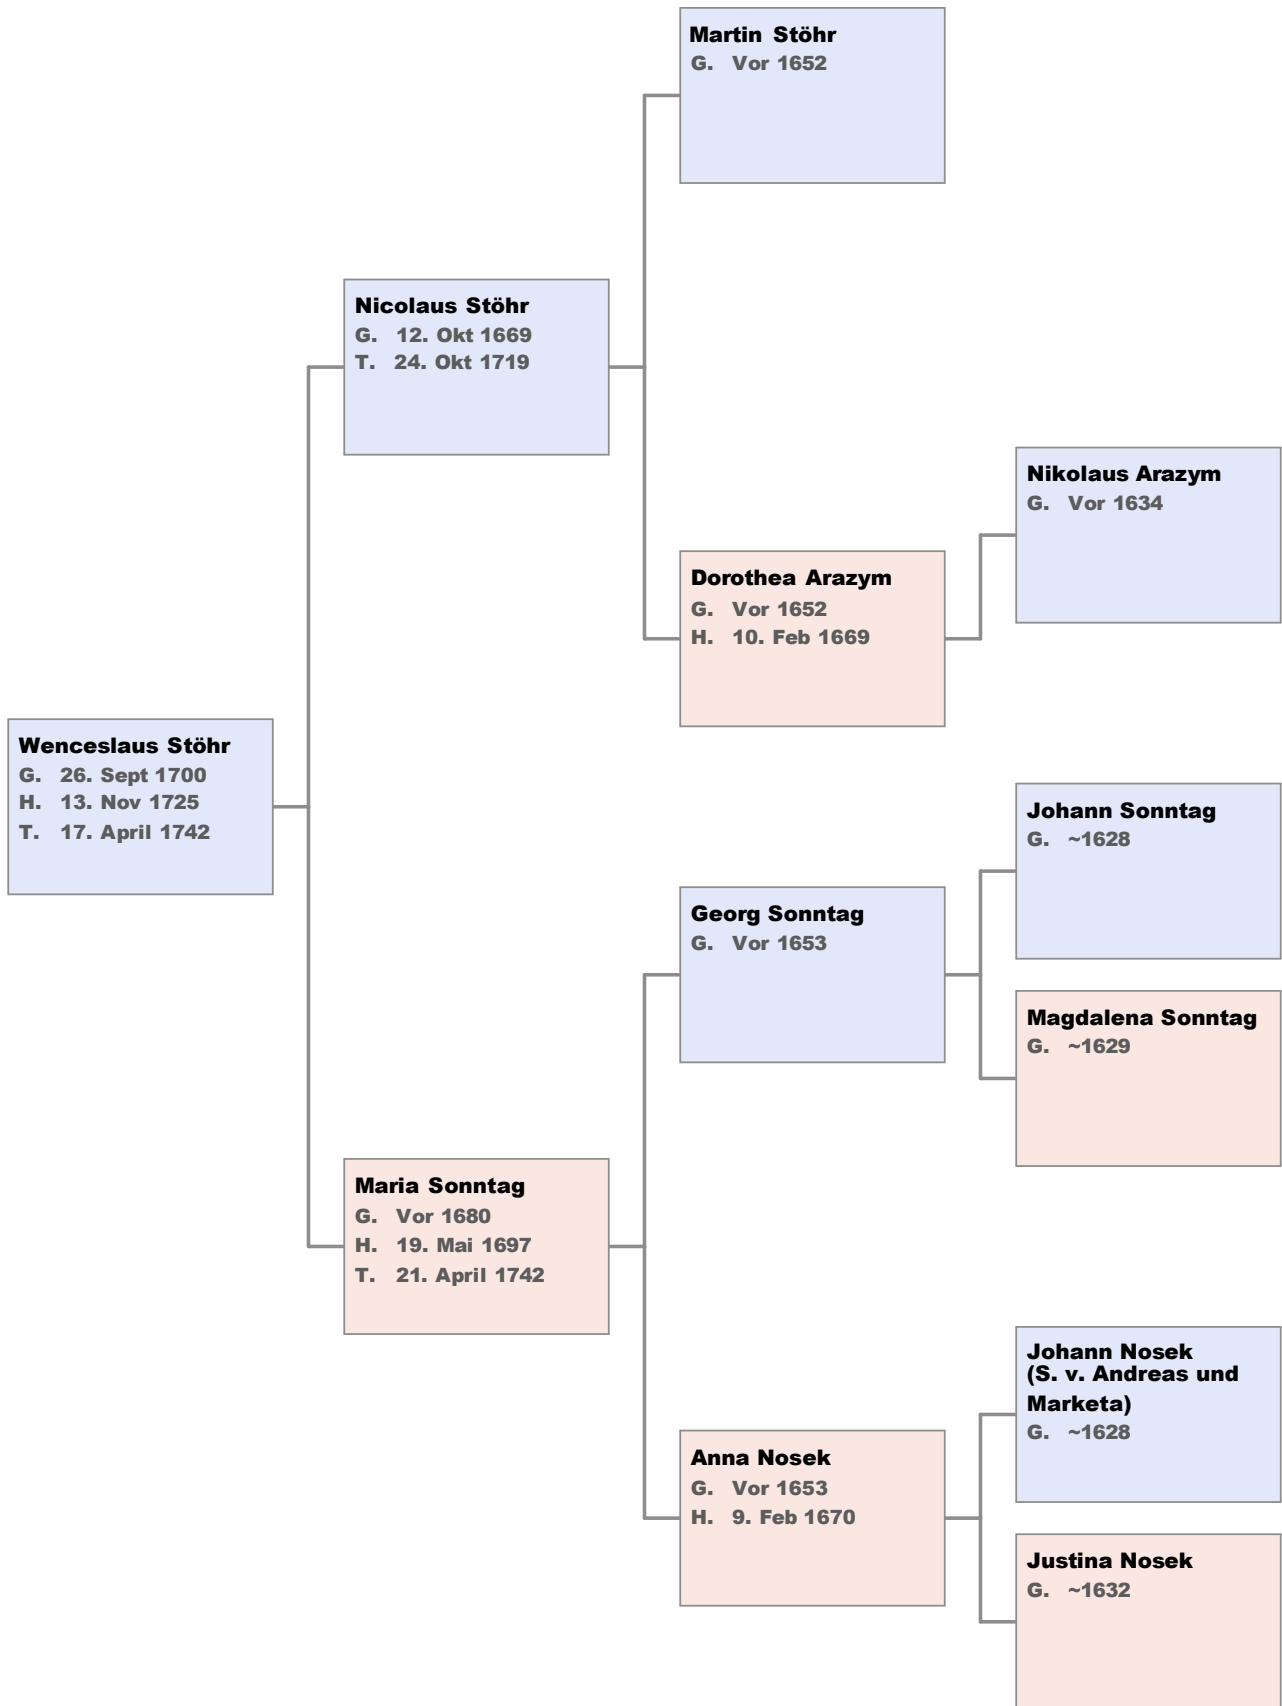 Martin Stöhr
G. Vor 1652
Nicolaus Stöhr
G. 12. Okt 1669
T. 24. Okt 1719
Nikolaus Arazym
G. Vor 1634
Dorothea Arazym
G. Vor 1652
H. 10. Feb 1669
Wenceslaus Stöhr
G. 26. Sept 1700
H. 13. Nov 1725
T. 17. April 1742
Johann Sonntag
G. ~1628
Georg Sonntag
G. Vor 1653
Magdalena Sonntag
G. ~1629
Maria Sonntag
G. Vor 1680
H. 19. Mai 1697
T. 21. April 1742
Johann Nosek
(S. v. Andreas und
Marketa)
G. ~1628
Anna Nosek
G. Vor 1653
H. 9. Feb 1670
Justina Nosek
G. ~1632